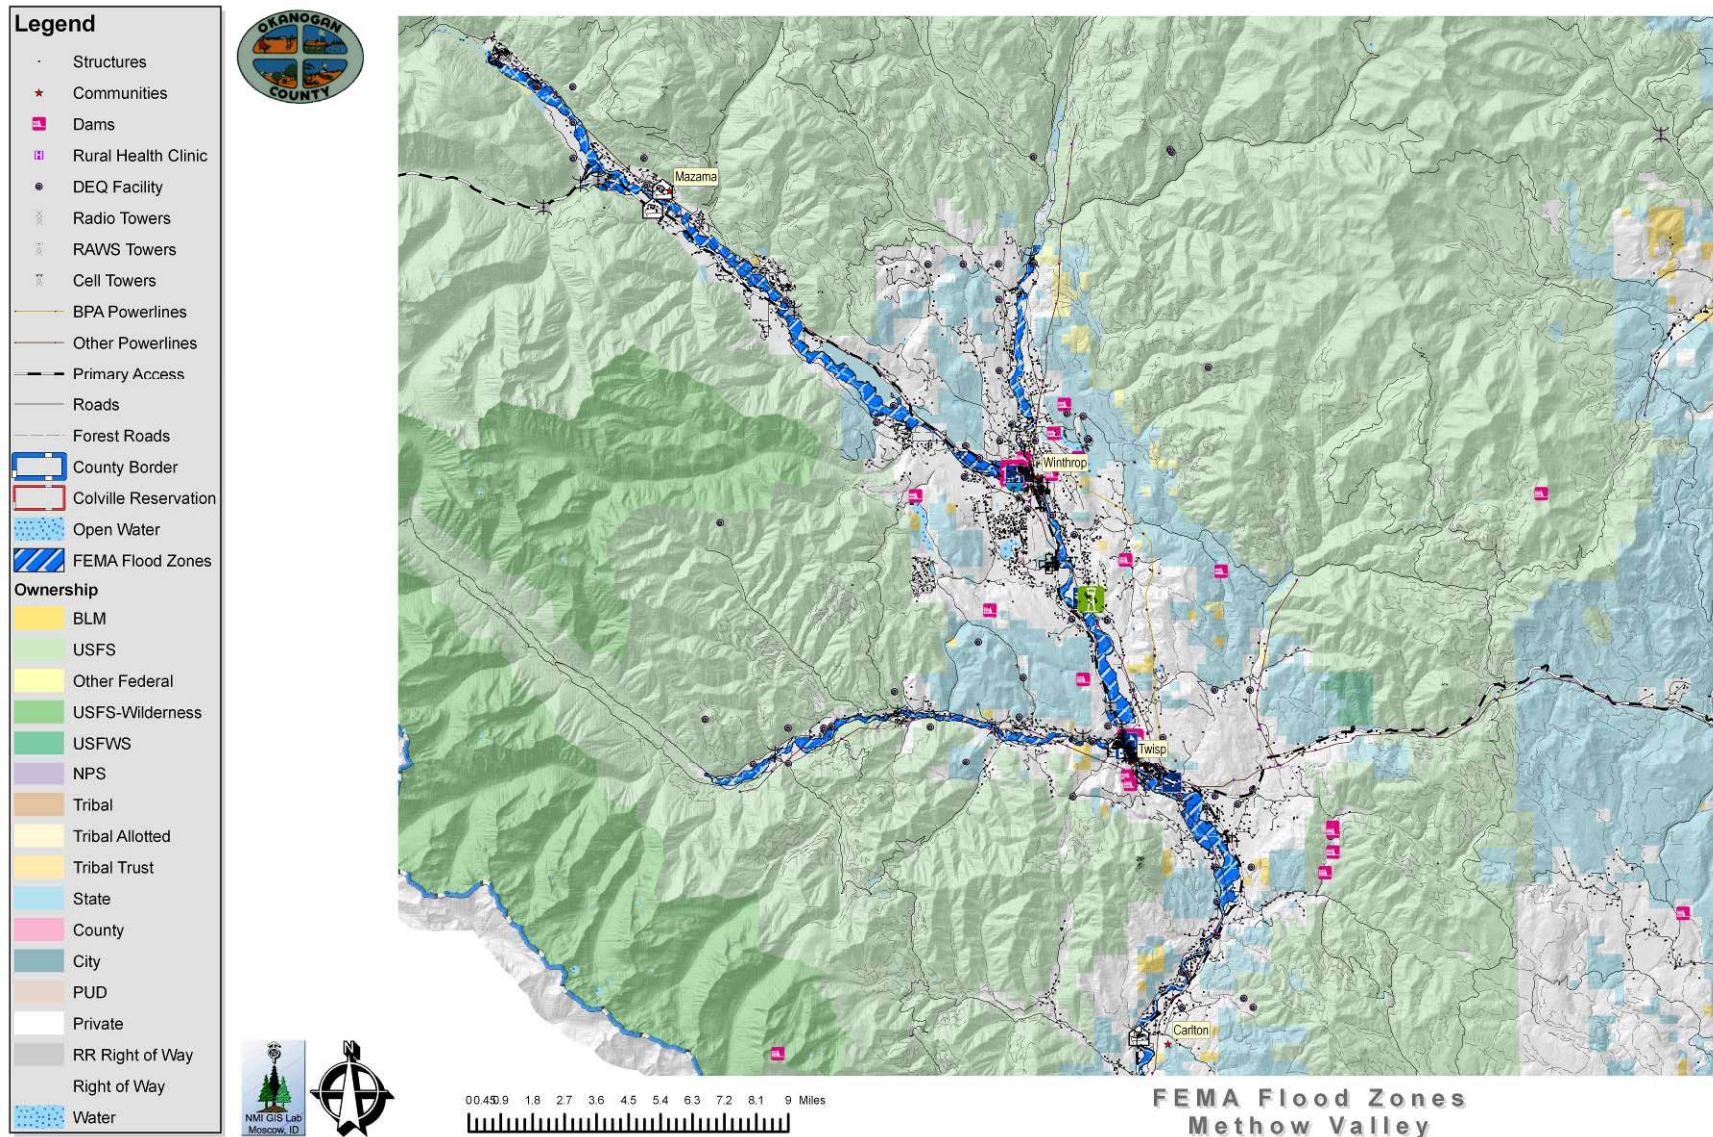 Legend
Structures
Communities
Dams
Rural Health Clinic
DEQ Facility
Radio Towers
RAWS Towers
Cell Towers
BPA Powerlines
Other Powerlines
Primary Access
Roads
Forest Roads
County Border
Colville Reservation
Open Water
FEMA Flood Zones
Ownership
BLM
USFS
Other Federal
USFS-Wilderness
USFWS
NPS
Tribal
Tribal Allotted
Tribal Trust
State
County
City
PUD
Private
RR Right of Way
Right of Way
Water
OKANOGAN
COUNTY
Mazama
Winthrop
Twisp
Carlton
NMI GIS Lab
Moscow, ID
N
0 0.45 0.9 1.8 2.7 3.6 4.5 5.4 6.3 7.2 8.1 9 Miles
FEMA Flood Zones
Methow Valley